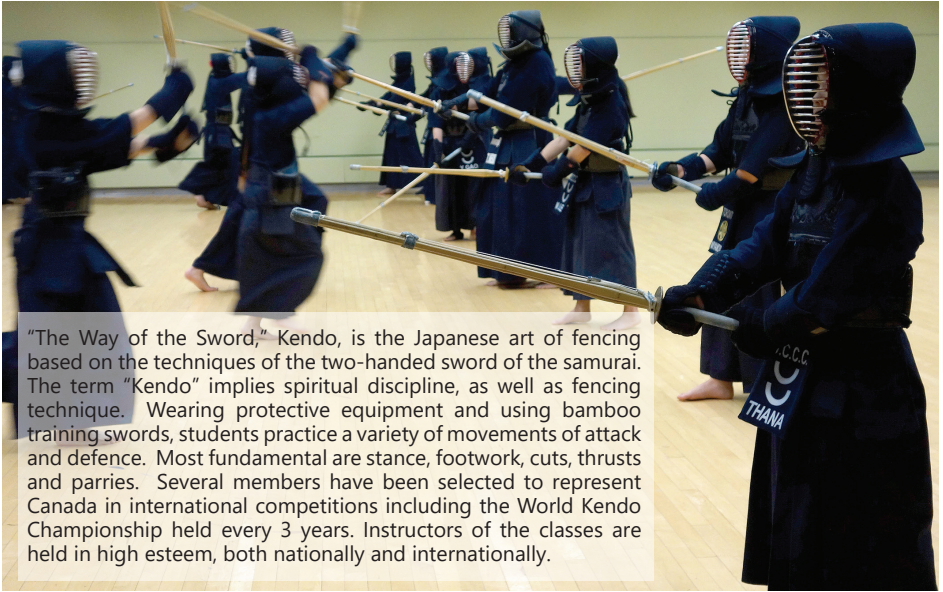 "The Way of the Sword," Kendo, is the Japanese art of fencing
based on the techniques of the two-handed sword of the samurai.
The term "Kendo" implies spiritual discipline, as well as fencing
technique.  Wearing protective equipment and using bamboo
training swords, students practice a variety of movements of attack
and defence.  Most fundamental are stance, footwork, cuts, thrusts
and parries.  Several members have been selected to represent
Canada in international competitions including the World Kendo
Championship held every 3 years. Instructors of the classes are
held in high esteem, both nationally and internationally.
.C.C.C.
THANA